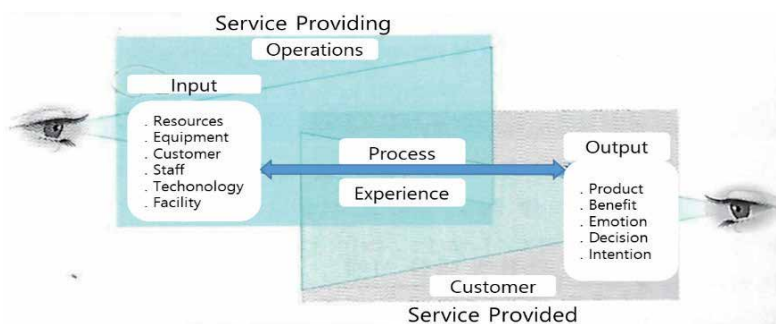 Service Providing
Operations
Input
. Resources
. Equipment
. Customer
. Staff
. Techonology
. Facility
Process
Experience
Output
. Product
. Benefit
. Emotion
. Decision
. Intention
Customer
Service Provided